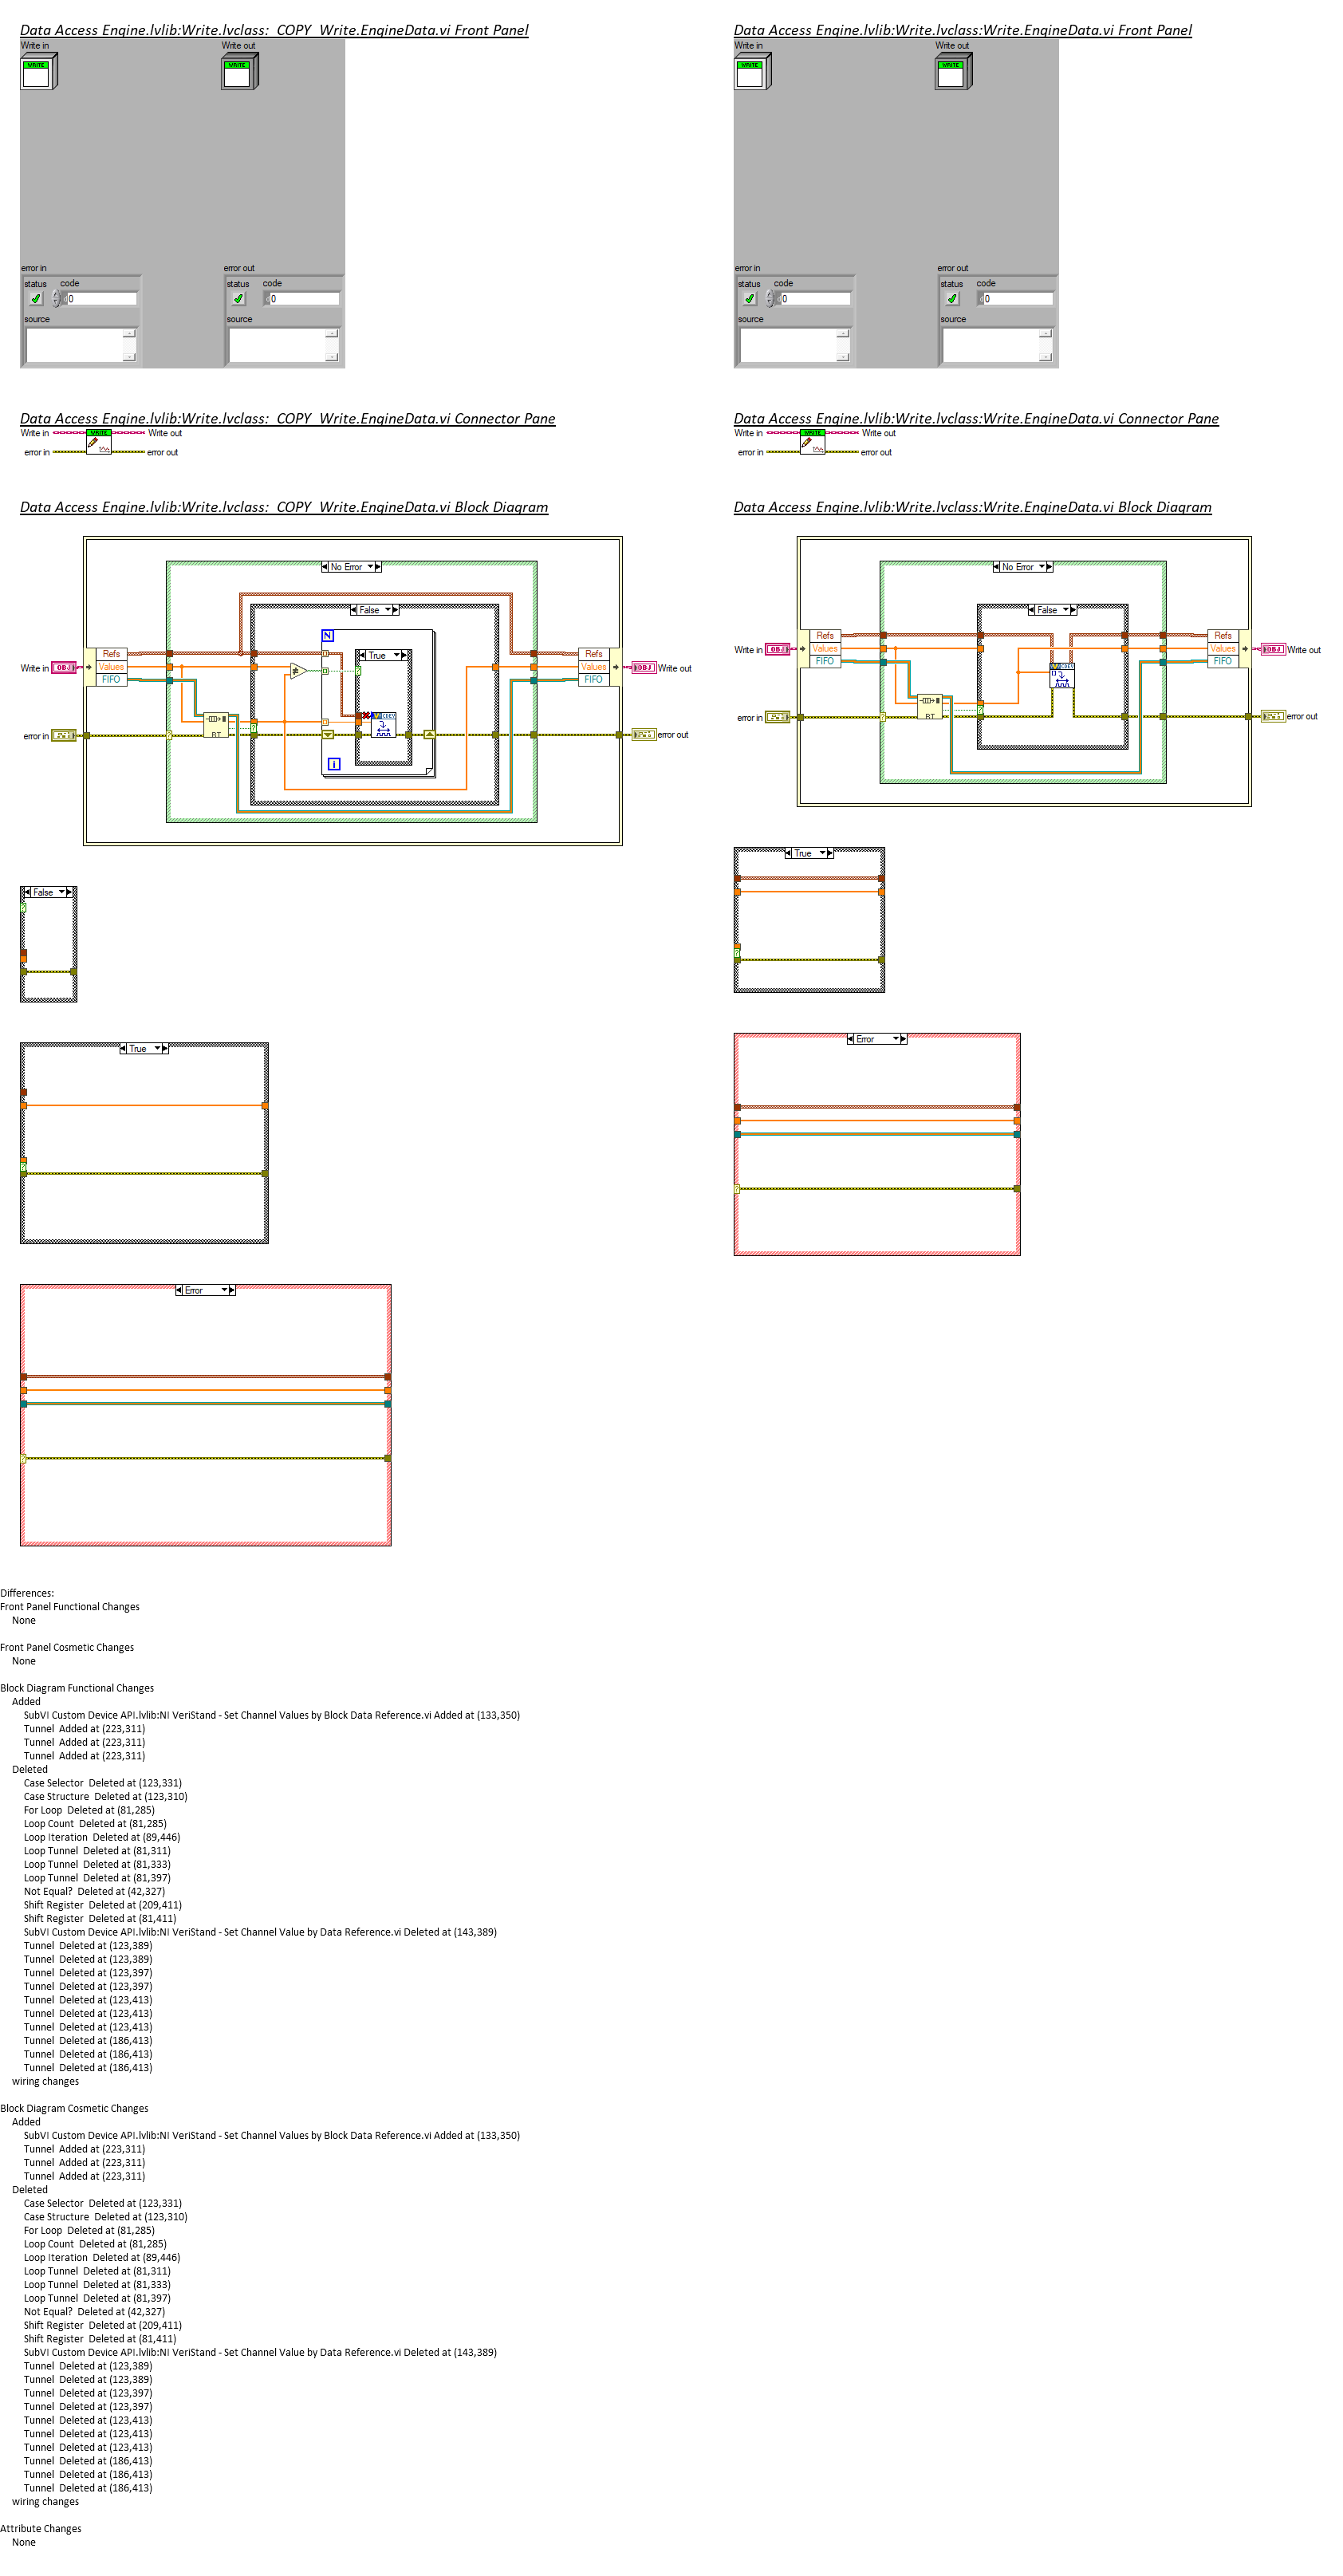 Data Access Engine.lvlib:Write.lvclass:_COPY_Write.EngineData.vi Front Panel
Write in
Write out
WRITE
WRITE
error in
error out
status
code
status
code
0
0
source
source
Data Access Engine.lvlib:Write.lvclass:Write.EngineData.vi Front Panel
Write in
Write out
WRITE
WRITE
error in
error out
status
code
status
code
0
0
source
source
Data Access Engine.lvlib:Write.lvclass:_COPY_Write.EngineData.vi Connector Pane
Write in
WRITE
Write out
error in
error out
Data Access Engine.lvlib:Write.lvclass:Write.EngineData.vi Connector Pane
Write in
WRITE
Write out
error in
error out
Data Access Engine.lvlib:Write.lvclass:_COPY_Write.EngineData.vi Block Diagram
No Error
False
N
True
Refs
Values
FIFO
Refs
Values
FIFO
Write in
OBJ
OBJ
Write out
RT
error in
error out
i
False
True
Error
Data Access Engine.lvlib:Write.lvclass:Write.EngineData.vi Block Diagram
No Error
False
Refs
Values
FIFO
Refs
Values
FIFO
Write in
OBJ
OBJ
Write out
RT
error in
error out
True
Error
Differences:
Front Panel Functional Changes
None
Front Panel Cosmetic Changes
None
Block Diagram Functional Changes
Added
SubVI Custom Device API.lvlib:NI VeriStand - Set Channel Values by Block Data Reference.vi Added at (133,350)
Tunnel  Added at (223,311)
Tunnel  Added at (223,311)
Tunnel  Added at (223,311)
Deleted
Case Selector  Deleted at (123,331)
Case Structure  Deleted at (123,310)
For Loop  Deleted at (81,285)
Loop Count  Deleted at (81,285)
Loop Iteration  Deleted at (89,446)
Loop Tunnel  Deleted at (81,311)
Loop Tunnel  Deleted at (81,333)
Loop Tunnel  Deleted at (81,397)
Not Equal?  Deleted at (42,327)
Shift Register  Deleted at (209,411)
Shift Register  Deleted at (81,411)
SubVI Custom Device API.lvlib:NI VeriStand - Set Channel Value by Data Reference.vi Deleted at (143,389)
Tunnel  Deleted at (123,389)
Tunnel  Deleted at (123,389)
Tunnel  Deleted at (123,397)
Tunnel  Deleted at (123,397)
Tunnel  Deleted at (123,413)
Tunnel  Deleted at (123,413)
Tunnel  Deleted at (123,413)
Tunnel  Deleted at (186,413)
Tunnel  Deleted at (186,413)
Tunnel  Deleted at (186,413)
wiring changes
Block Diagram Cosmetic Changes
Added
SubVI Custom Device API.lvlib:NI VeriStand - Set Channel Values by Block Data Reference.vi Added at (133,350)
Tunnel  Added at (223,311)
Tunnel  Added at (223,311)
Tunnel  Added at (223,311)
Deleted
Case Selector  Deleted at (123,331)
Case Structure  Deleted at (123,310)
For Loop  Deleted at (81,285)
Loop Count  Deleted at (81,285)
Loop Iteration  Deleted at (89,446)
Loop Tunnel  Deleted at (81,311)
Loop Tunnel  Deleted at (81,333)
Loop Tunnel  Deleted at (81,397)
Not Equal?  Deleted at (42,327)
Shift Register  Deleted at (209,411)
Shift Register  Deleted at (81,411)
SubVI Custom Device API.lvlib:NI VeriStand - Set Channel Value by Data Reference.vi Deleted at (143,389)
Tunnel  Deleted at (123,389)
Tunnel  Deleted at (123,389)
Tunnel  Deleted at (123,397)
Tunnel  Deleted at (123,397)
Tunnel  Deleted at (123,413)
Tunnel  Deleted at (123,413)
Tunnel  Deleted at (123,413)
Tunnel  Deleted at (186,413)
Tunnel  Deleted at (186,413)
Tunnel  Deleted at (186,413)
wiring changes
Attribute Changes
None